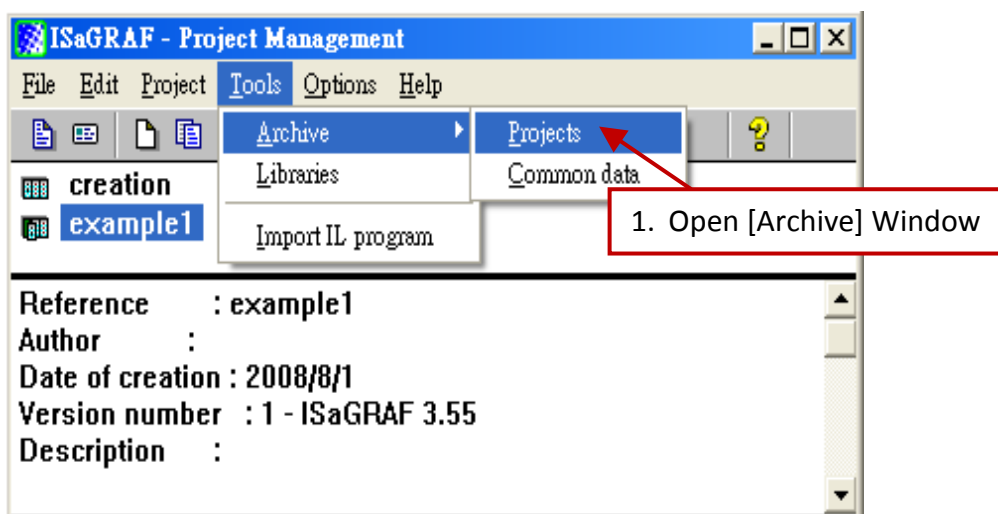 ISaGRAF - Project Management
File Edit Project Tools Options Help
Archive Projects
creation Libraries Common data
example1 Import IL program
1. Open [Archive] Window
Reference : example1
Author :
Date of creation : 2008/8/1
Version number : 1 - ISaGRAF 3.55
Description :